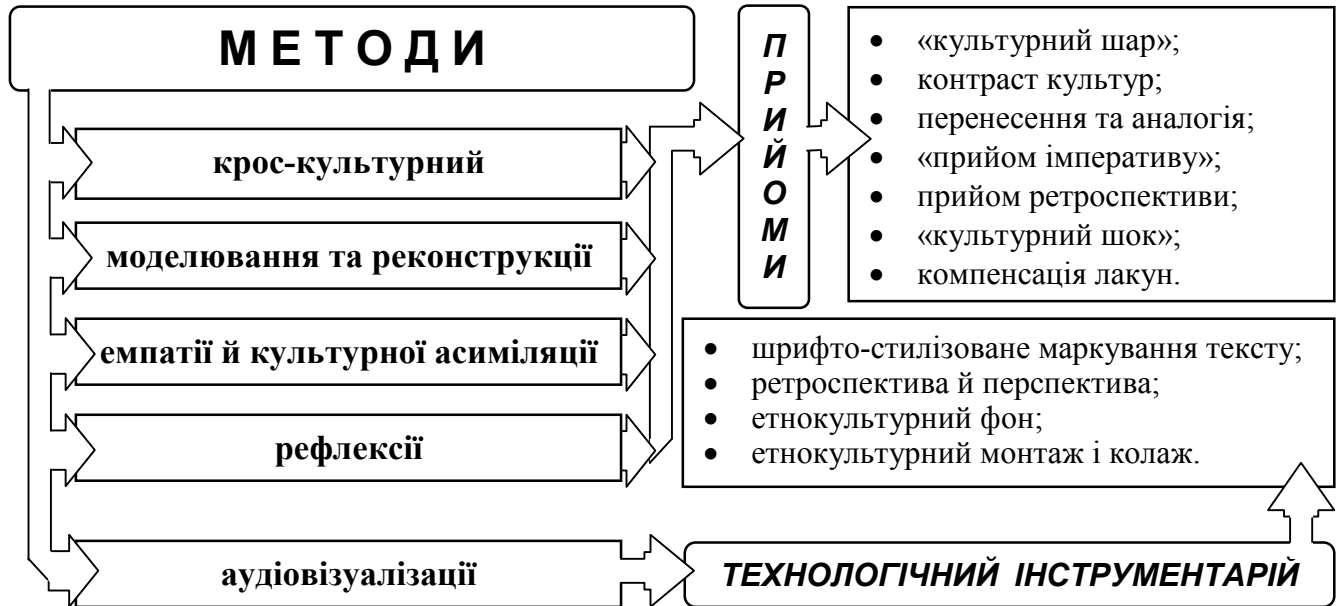 МЕТОДИ
крос-культурний
моделювання та реконструкції
емпатії й культурної асиміляції
рефлексії
аудіовізуалізації
ПРИЙОМИ
• «культурний шар»;
• контраст культур;
• перенесення та аналогія;
• «прийом імперативу»;
• прийом ретроспективи;
• «культурний шок»;
• компенсація лакун.
• шрифто-стилізоване маркування тексту;
• ретроспектива й перспектива;
• етнокультурний фон;
• етнокультурний монтаж і колаж.
ТЕХНОЛОГІЧНИЙ ІНСТРУМЕНТАРІЙ